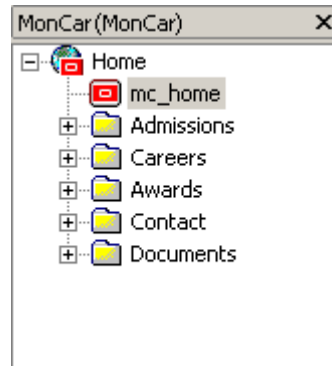 MonCar(MonCar)
Home
mc_home
Admissions
Careers
Awards
Contact
Documents